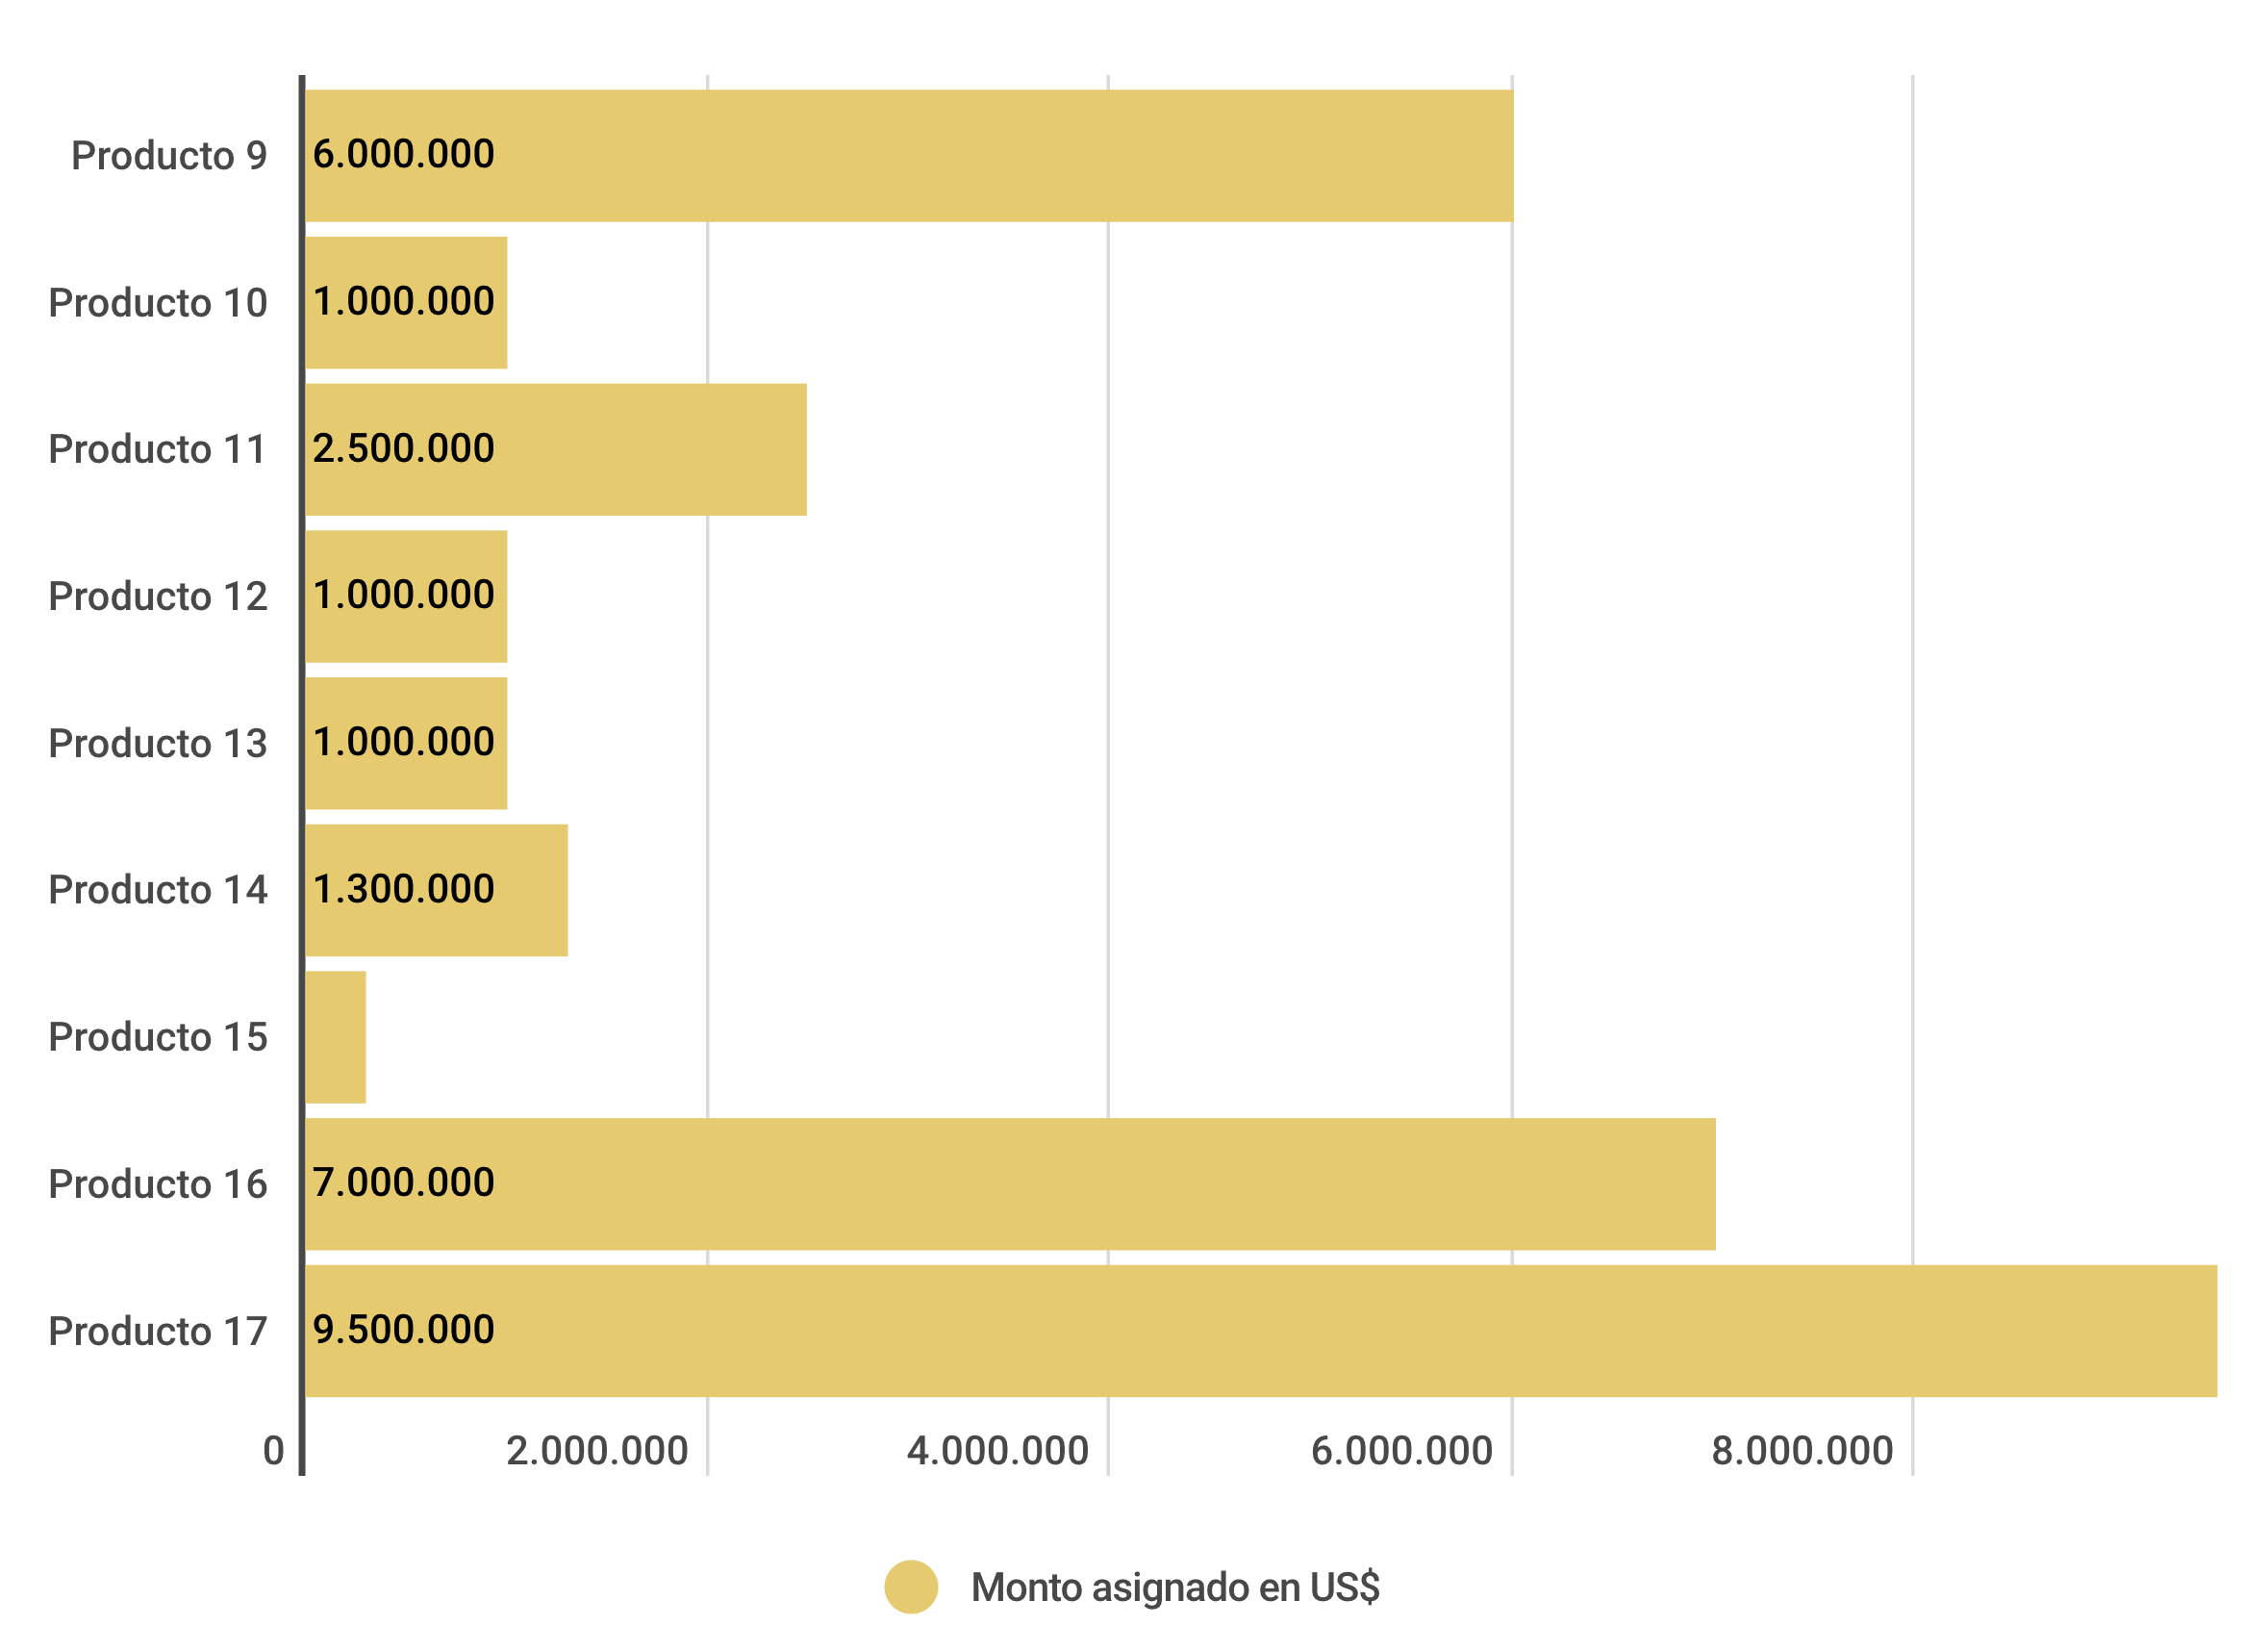 Producto 9
6.000.000
Producto 10
1.000.000
Producto 11
2.500.000
Producto 12
1.000.000
Producto 13
1.000.000
Producto 14
1.300.000
Producto 15
Producto 16
7.000.000
Producto 17
9.500.000
0 2.000.000 4.000.000 6.000.000 8.000.000
Monto asignado en US$